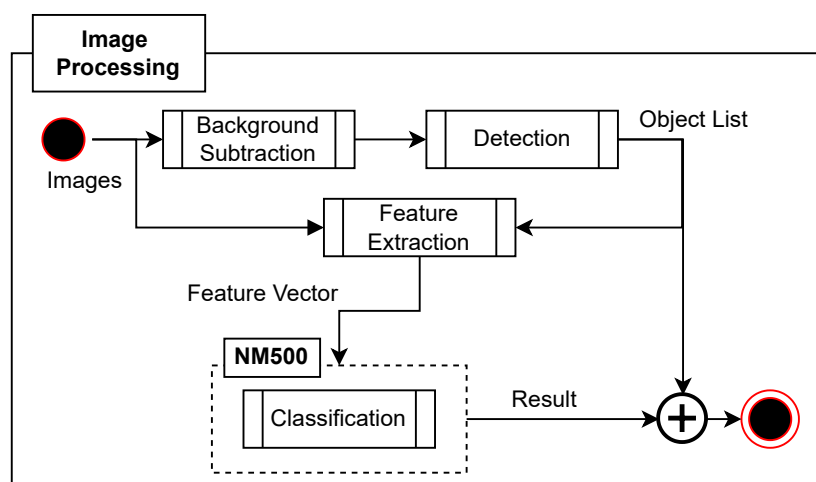 Image
Processing
Background
Subtraction
Detection
Object List
Images
Feature
Extraction
Feature Vector
NM500
Classification
Result